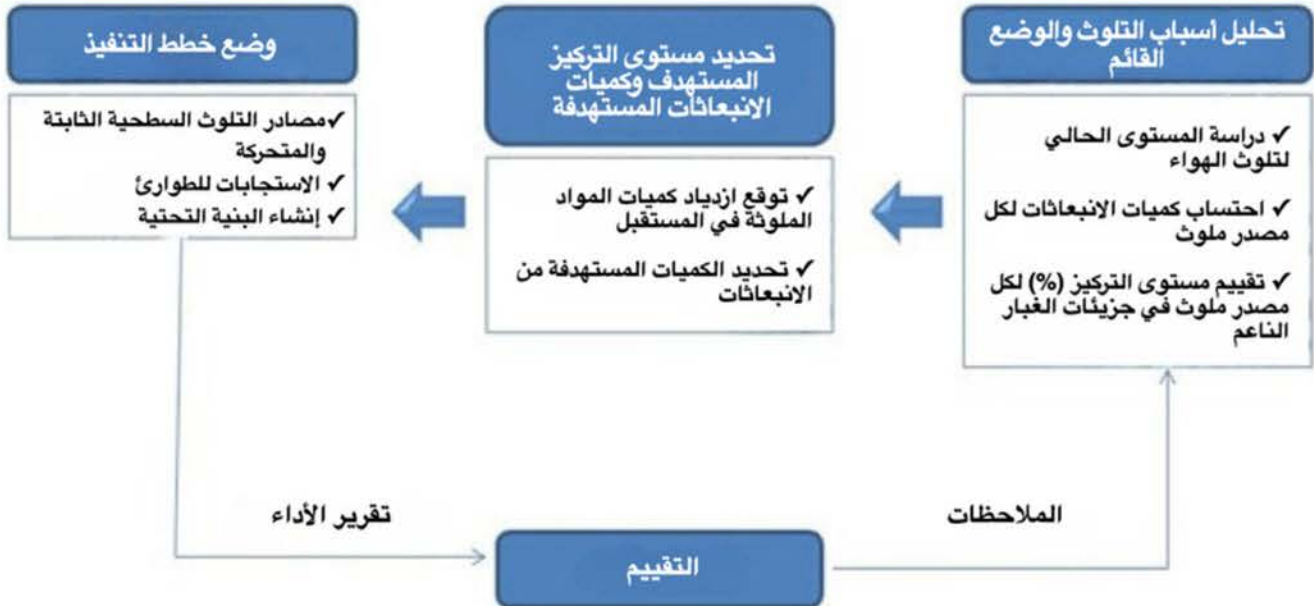 تحليل أسباب التلوث والوضع
القائم
✓ دراسة المستوى الحالي
لتلوث الهواء
✓ احتساب كميات الانبعاثات لكل
مصدر ملوث
✓ تقييم مستوى التركيز (%) لكل
مصدر ملوث في جزيئات الغبار
الناعم
تحديد مستوى التركيز
المستهدف وكميات
الانبعاثات المستهدفة
✓ توقع ازدياد كميات المواد
الملوثة في المستقبل
✓ تحديد الكميات المستهدفة من
الانبعاثات
وضع خطط التنفيذ
✓مصادر التلوث السطحية الثابتة
والمتحركة
✓ الاستجابات للطوارئ
✓ إنشاء البنية التحتية
تقرير الأداء
التقييم
الملاحظات